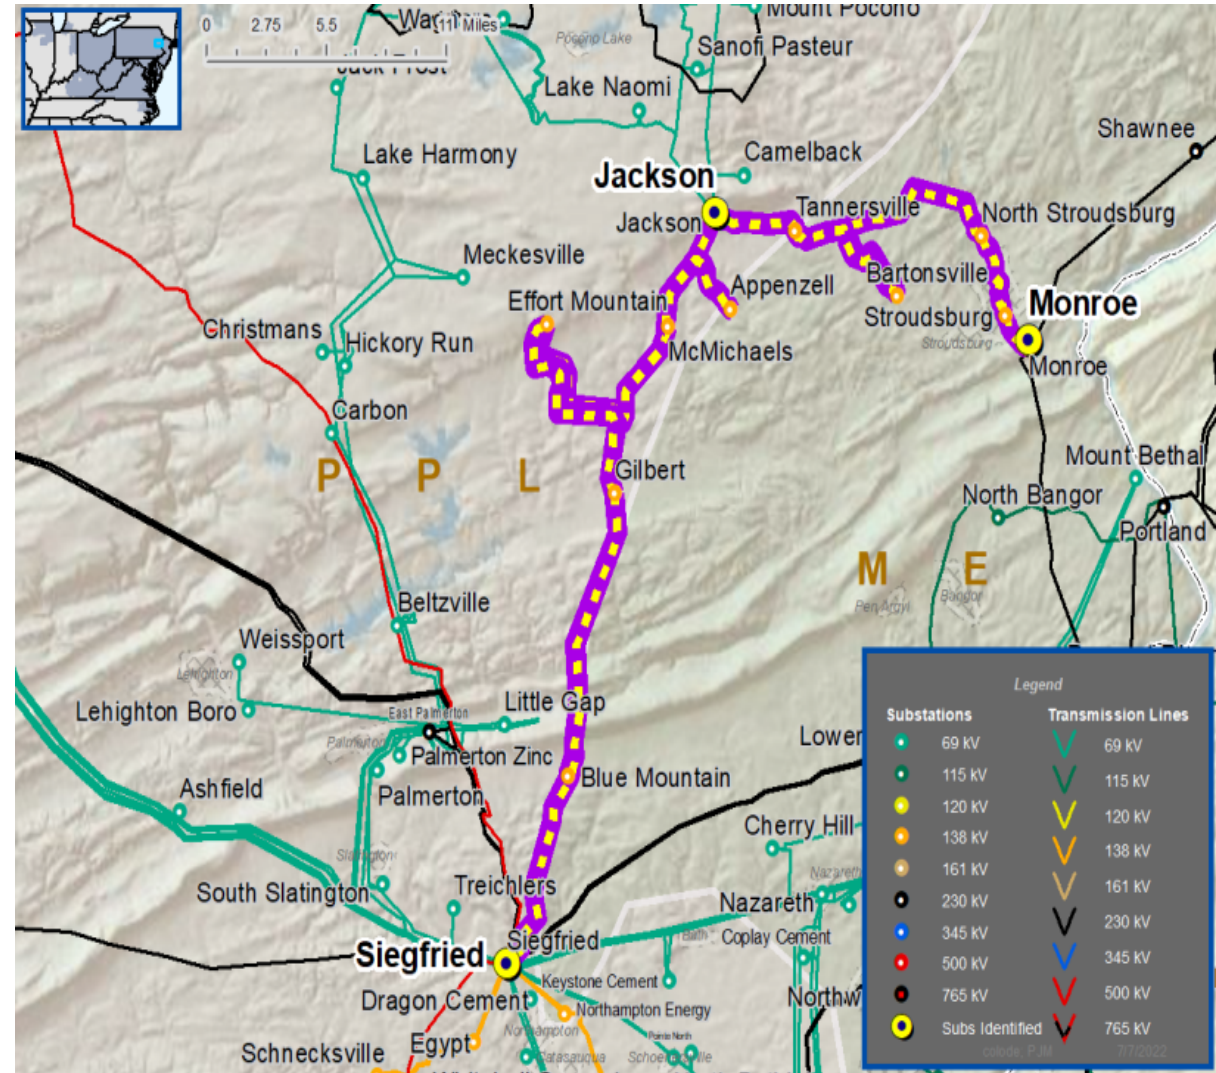 0 2.75 5.5 11 Miles
Mount Pocono
Pocono Lake
Sanofi Pasteur
Jack Frost
Lake Naomi
Shawnee
Lake Harmony
Camelback
Jackson
Tannersville
Jackson
North Stroudsburg
Meckesville
Bartonsville
Appenzell
Effort Mountain
Monroe
Stroudsburg
Christmans
Hickory Run
Stroudsburg
McMichaels
Monroe
Carbon
Mount Bethal
P P L
Gilbert
North Bangor
Portland
M E
Bangor
Pen Argyl
Beltzville
Weissport
Lehighton
Little Gap
Lehighton Boro
East Palmerton
Palmerton
Lower
Palmerton Zinc
Blue Mountain
Ashfield
Palmerton
Cherry Hill
Slatington
Nazareth
Treichlers
South Slatington
Nazareth
Siegfried
Siegfried
Bath
Coplay Cement
Keystone Cement
Dragon Cement
Northampton Energy
Northw
Northampton
Egypt
Pointe North
Schnecksville
Catasauqua
Schoenersville
Legend
Substations Transmission Lines
69 kV 69 kV
115 kV 115 kV
120 kV 120 kV
138 kV 138 kV
161 kV 161 kV
230 kV 230 kV
345 kV 345 kV
500 kV 500 kV
765 kV 765 kV
Subs Identified
PJM 7/7/2022